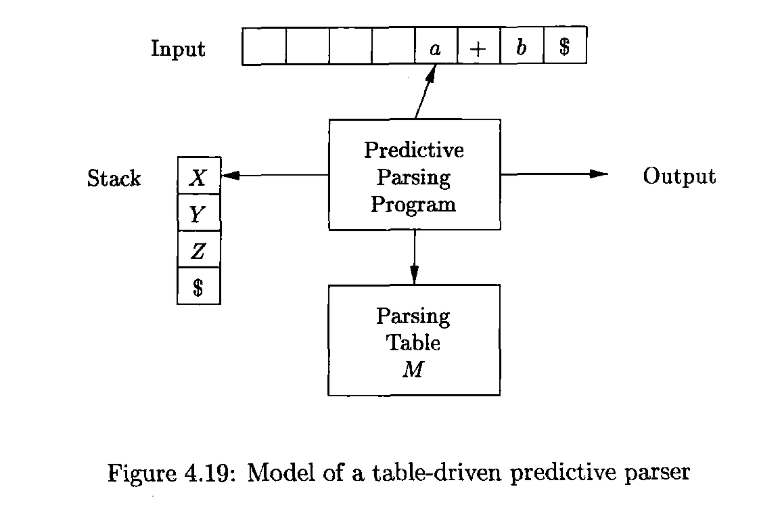 Input a + b $
Predictive
Stack X Parsing Output
Program
Y
Z
$
Parsing
Table
M
Figure 4.19: Model of a table-driven predictive parser